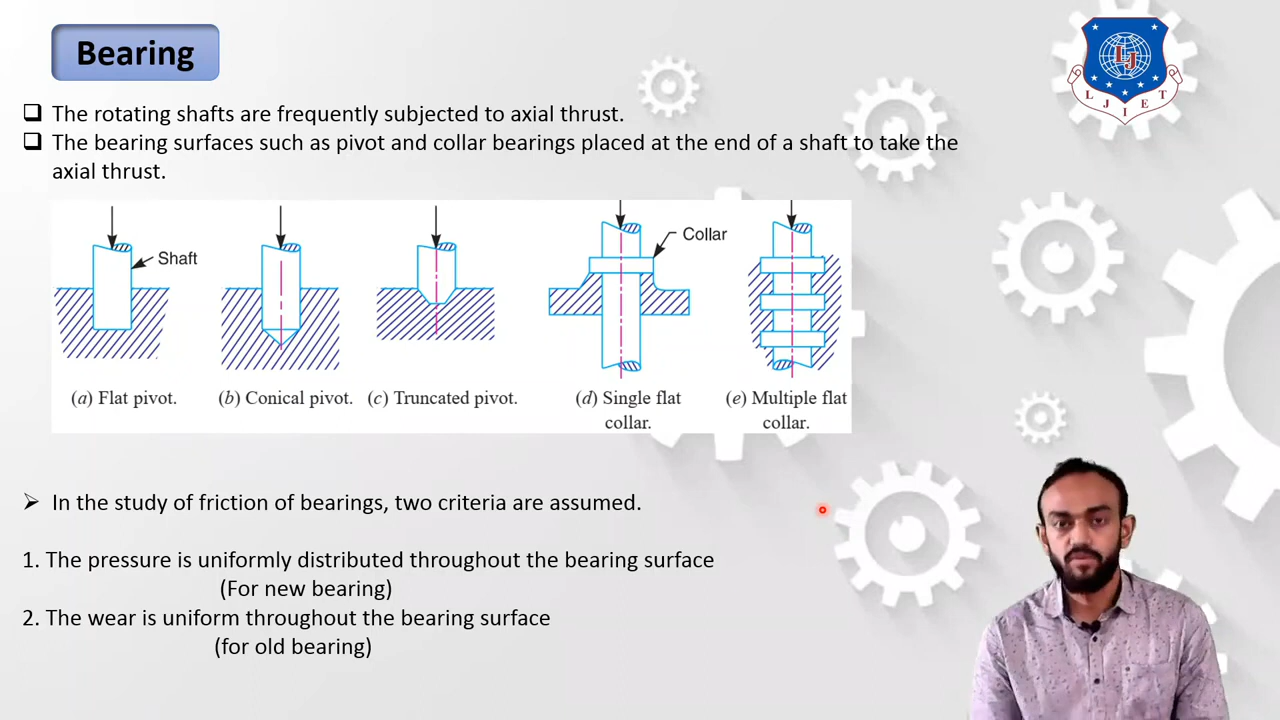 Bearing
LJ
L J I E T
❑ The rotating shafts are frequently subjected to axial thrust.
❑ The bearing surfaces such as pivot and collar bearings placed at the end of a shaft to take the
axial thrust.
Shaft
Collar
(a) Flat pivot.
(b) Conical pivot.
(c) Truncated pivot.
(d) Single flat
collar.
(e) Multiple flat
collar.
➢ In the study of friction of bearings, two criteria are assumed.
1. The pressure is uniformly distributed throughout the bearing surface
(For new bearing)
2. The wear is uniform throughout the bearing surface
(for old bearing)